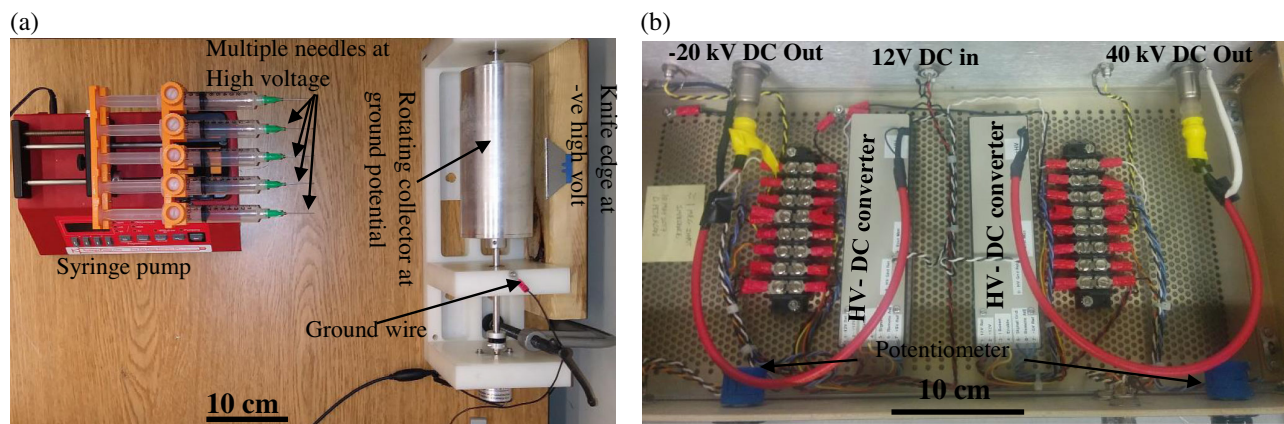 (a)
Multiple needles at
High voltage
Rotating collector at
ground potential
Knife edge at
-ve high volt
Syringe pump
Ground wire
10 cm
(b)
-20 kV DC Out
12V DC in
40 kV DC Out
HV- DC converter
HV- DC converter
Potentiometer
10 cm